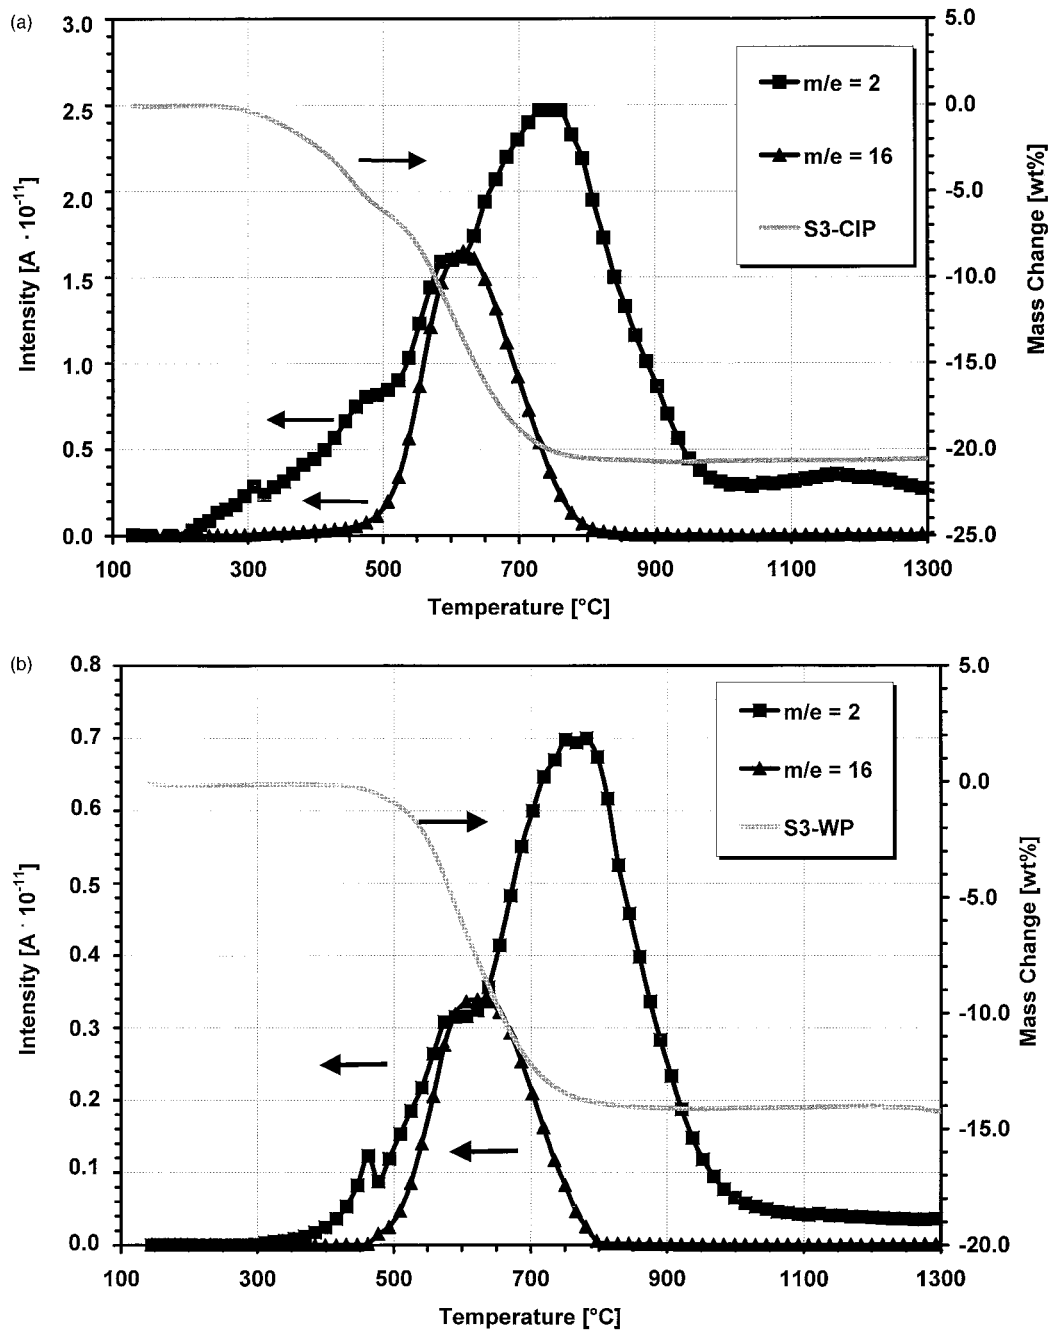 (a)
3.0
2.5
2.0
1.5
1.0
0.5
0.0
Intensity [A · 10⁻¹¹]
5.0
0.0
-5.0
-10.0
-15.0
-20.0
-25.0
Mass Change [wt%]
m/e = 2
m/e = 16
S3-CIP
100 300 500 700 900 1100 1300
Temperature [°C]
(b)
0.8
0.7
0.6
0.5
0.4
0.3
0.2
0.1
0.0
Intensity [A · 10⁻¹¹]
5.0
0.0
-5.0
-10.0
-15.0
-20.0
Mass Change [wt%]
m/e = 2
m/e = 16
S3-WP
100 300 500 700 900 1100 1300
Temperature [°C]